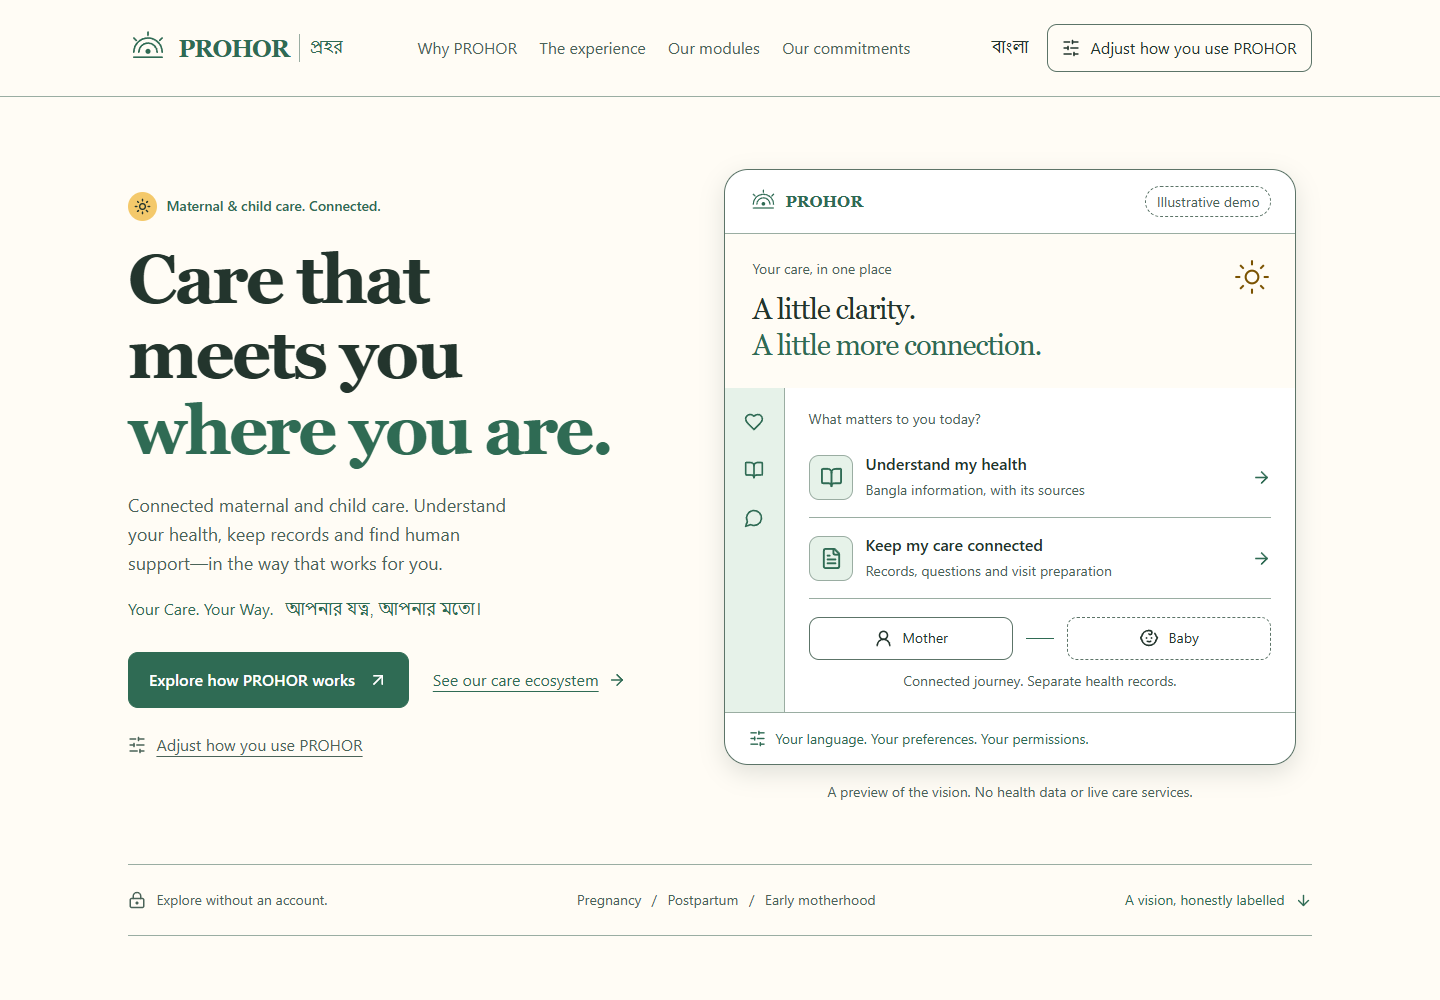 PROHOR
প্রহর
Why PROHOR
The experience
Our modules
Our commitments
বাংলা
Adjust how you use PROHOR
Maternal & child care. Connected.
Care that
meets you
where you are.
Connected maternal and child care. Understand
your health, keep records and find human
support—in the way that works for you.
Your Care. Your Way. আপনার যত্ন, আপনার মতো।
Explore how PROHOR works
See our care ecosystem
Adjust how you use PROHOR
PROHOR
Illustrative demo
Your care, in one place
A little clarity.
A little more connection.
What matters to you today?
Understand my health
Bangla information, with its sources
Keep my care connected
Records, questions and visit preparation
Mother
Baby
Connected journey. Separate health records.
Your language. Your preferences. Your permissions.
A preview of the vision. No health data or live care services.
Explore without an account.
Pregnancy / Postpartum / Early motherhood
A vision, honestly labelled